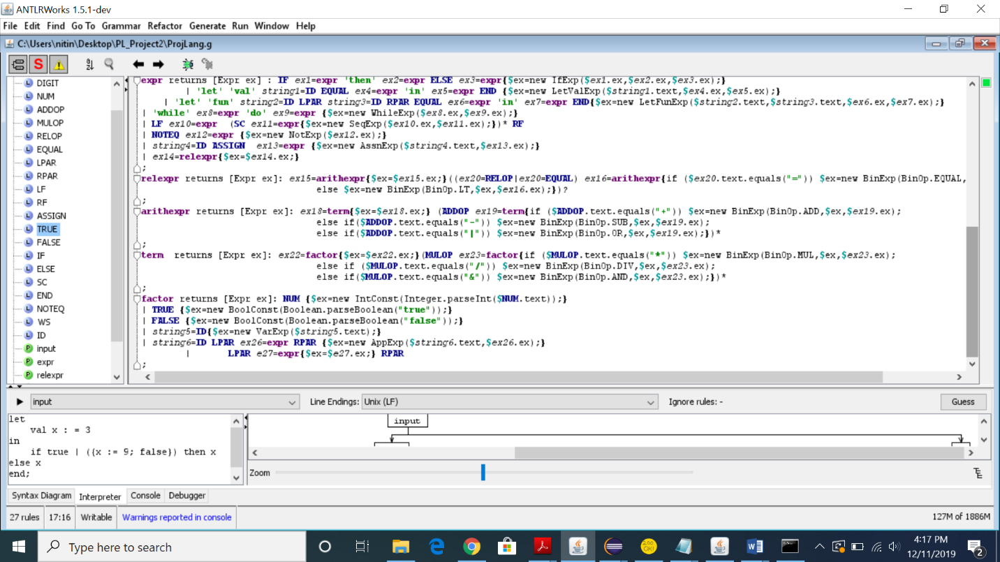 ANTLRWorks 1.5.1-dev
File Edit Find Go To Grammar Refactor Generate Run Window Help
C:\Users\nitin\Desktop\PL_Project2\ProjLang.g
DIGIT
NUM
ADDOP
MULOP
RELOP
EQUAL
LPAR
RPAR
LF
RF
ASSIGN
TRUE
FALSE
IF
ELSE
SC
END
NOTEQ
WS
ID
input
expr
relexpr
expr returns [Expr ex] : IF ex1=expr 'then' ex2=expr ELSE ex3=expr{$ex=new IfExp($ex1.ex,$ex2.ex,$ex3.ex);}
| 'let' 'val' string1=ID EQUAL ex4=expr 'in' ex5=expr END {$ex=new LetValExp($string1.text,$ex4.ex,$ex5.ex);}
| 'let' 'fun' string2=ID LPAR string3=ID RPAR EQUAL ex6=expr 'in' ex7=expr END{$ex=new LetFunExp($string2.text,$string3.text,$ex6.ex,$ex7.ex);}
| 'while' ex8=expr 'do' ex9=expr {$ex=new WhileExp($ex8.ex,$ex9.ex);}
| LF ex10=expr (SC ex11=expr{$ex=new SeqExp($ex10.ex,$ex11.ex);})* RF
| NOTEQ ex12=expr {$ex=new NotExp($ex12.ex);}
| string4=ID ASSIGN ex13=expr {$ex=new AssnExp($string4.text,$ex13.ex);}
| ex14=relexpr{$ex=$ex14.ex;}
;
relexpr returns [Expr ex]: ex15=arithexpr{$ex=$ex15.ex;}((ex20=RELOP|ex20=EQUAL) ex16=arithexpr{if ($ex20.text.equals("=")) $ex=new BinExp(BinOp.EQUAL,
else $ex=new BinExp(BinOp.LT,$ex,$ex16.ex);})?
;
arithexpr returns [Expr ex]: ex18=term{$ex=$ex18.ex;} (ADDOP ex19=term{if ($ADDOP.text.equals("+")) $ex=new BinExp(BinOp.ADD,$ex,$ex19.ex);
else if($ADDOP.text.equals("-")) $ex=new BinExp(BinOp.SUB,$ex,$ex19.ex);
else if($ADDOP.text.equals("|")) $ex=new BinExp(BinOp.OR,$ex,$ex19.ex);})*
;
term returns [Expr ex]: ex22=factor{$ex=$ex22.ex;}(MULOP ex23=factor{if ($MULOP.text.equals("*")) $ex=new BinExp(BinOp.MUL,$ex,$ex23.ex);
else if ($MULOP.text.equals("/")) $ex=new BinExp(BinOp.DIV,$ex,$ex23.ex);
else if($MULOP.text.equals("&")) $ex=new BinExp(BinOp.AND,$ex,$ex23.ex);})*
;
factor returns [Expr ex]: NUM {$ex=new IntConst(Integer.parseInt($NUM.text));}
| TRUE {$ex=new BoolConst(Boolean.parseBoolean("true"));}
| FALSE {$ex=new BoolConst(Boolean.parseBoolean("false"));}
| string5=ID{$ex=new VarExp($string5.text);}
| string6=ID LPAR ex26=expr RPAR {$ex=new AppExp($string6.text,$ex26.ex);}
| LPAR e27=expr{$ex=$e27.ex;} RPAR
;
input Line Endings: Unix (LF) Ignore rules: - Guess
let
val x : = 3
in
if true | ({x := 9; false}) then x
else x
end;
input
Zoom
Syntax Diagram Interpreter Console Debugger
27 rules 17:16 Writable Warnings reported in console 127M of 1886M
Type here to search
4:17 PM
12/11/2019
2